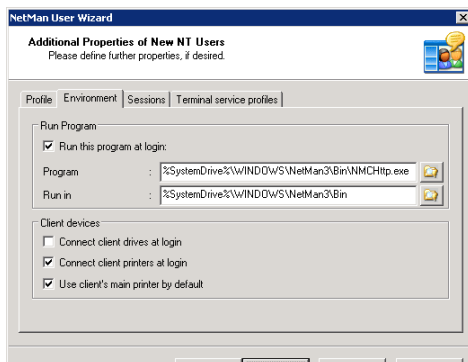 NetMan User Wizard
Additional Properties of New NT Users
Please define further properties, if desired.
Profile Environment Sessions Terminal service profiles
Run Program
Run this program at login:
Program : %SystemDrive%\WINDOWS\NetMan3\Bin\NMCHttp.exe
Run in : %SystemDrive%\WINDOWS\NetMan3\Bin
Client devices
Connect client drives at login
Connect client printers at login
Use client's main printer by default